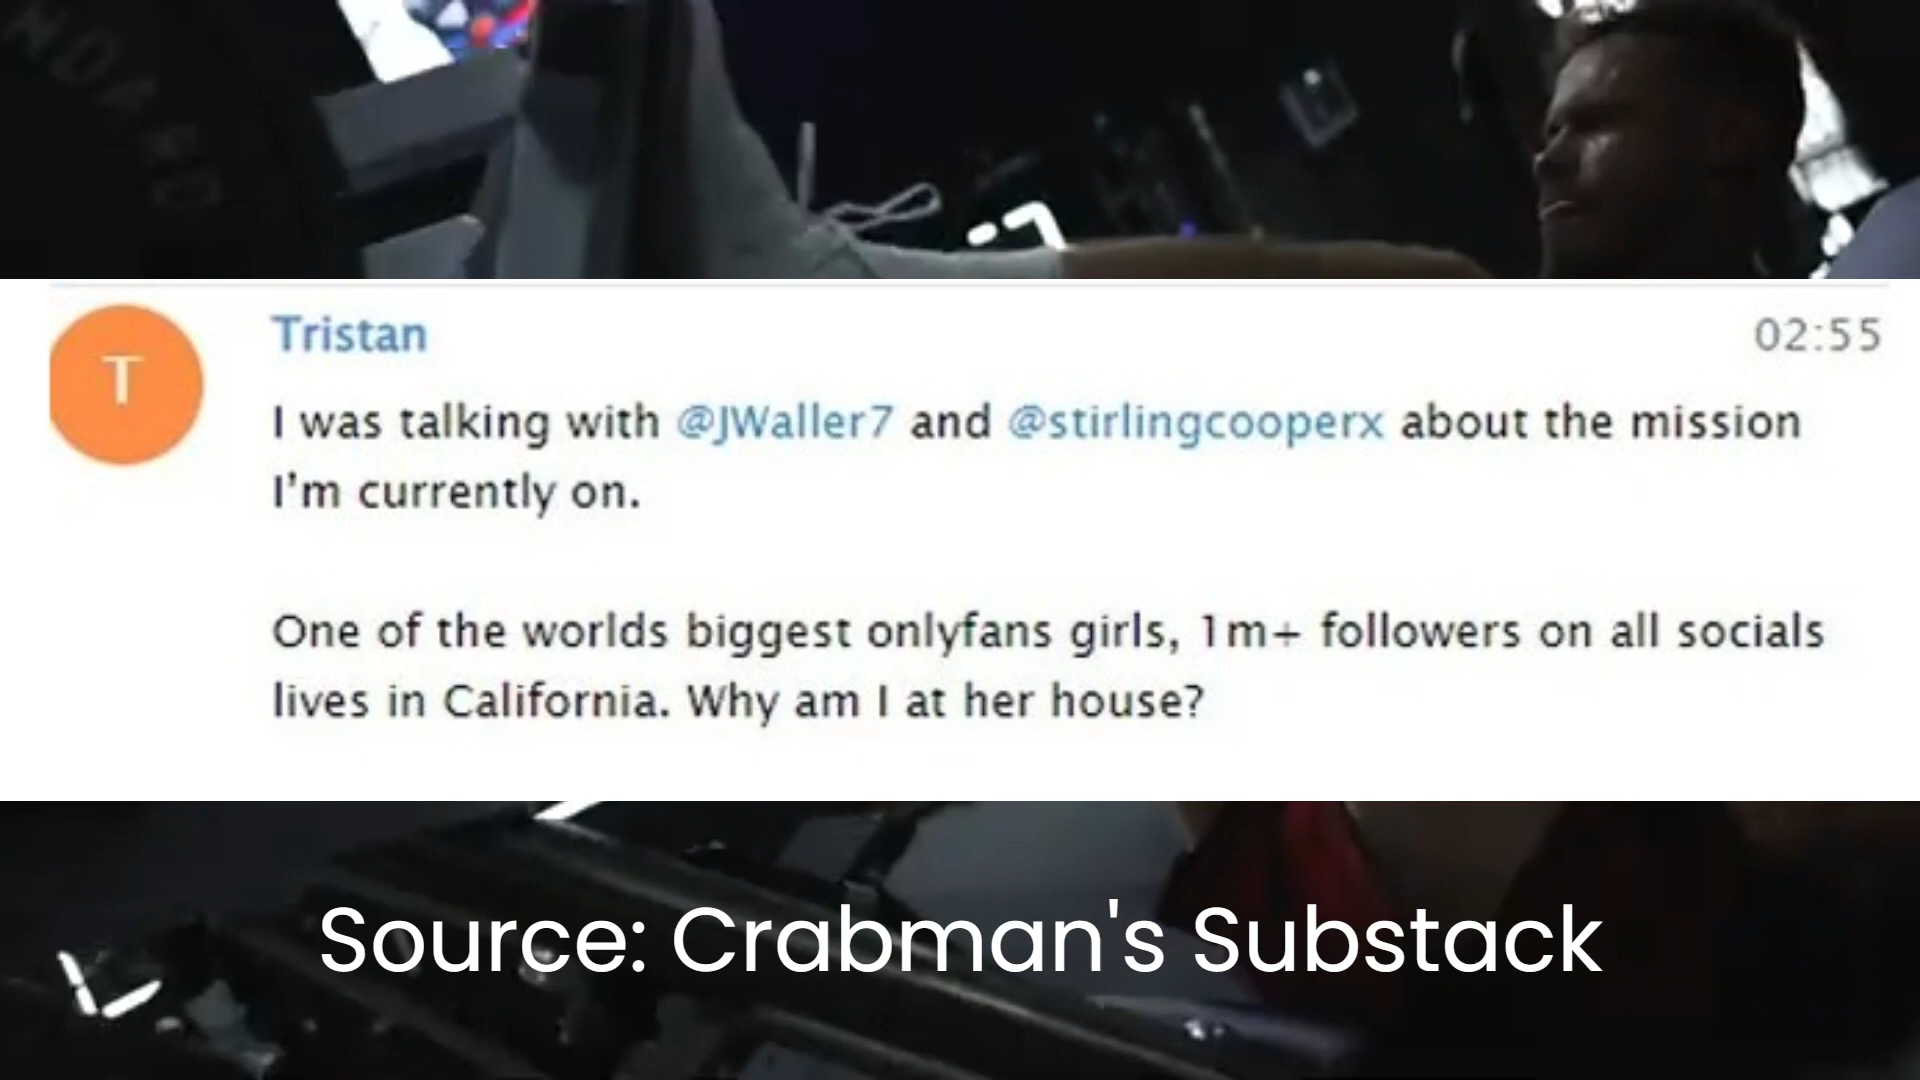 NDARD
T
Tristan
02:55
I was talking with @JWaller7 and @stirlingcooperx about the mission
I'm currently on.
One of the worlds biggest onlyfans girls, 1m+ followers on all socials
lives in California. Why am I at her house?
Source: Crabman's Substack